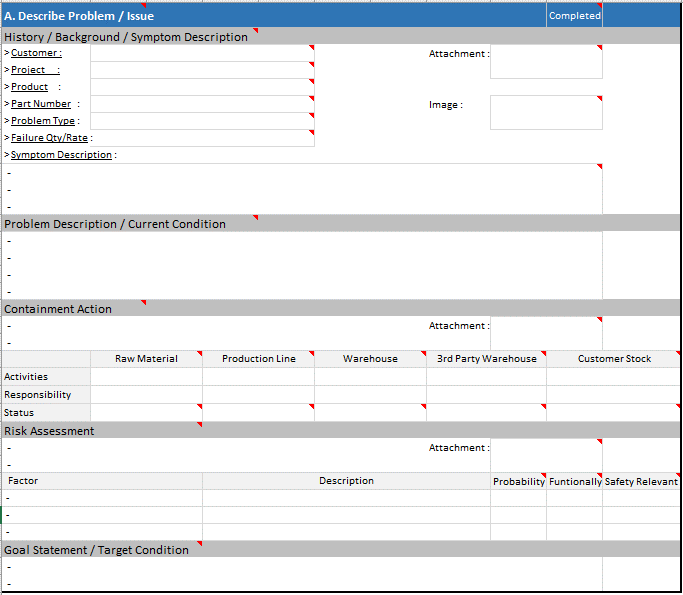 A. Describe Problem / Issue Completed
History / Background / Symptom Description
> Customer : Attachment :
> Project :
> Product :
> Part Number : Image :
> Problem Type :
> Failure Qty/Rate :
> Symptom Description :
-
-
-
Problem Description / Current Condition
-
-
-
-
Containment Action
- Attachment :
-
Raw Material Production Line Warehouse 3rd Party Warehouse Customer Stock
Activities
Responsibility
Status
Risk Assessment
- Attachment :
-
Factor Description Probability Funtionally Safety Relevant
-
-
-
Goal Statement / Target Condition
-
-